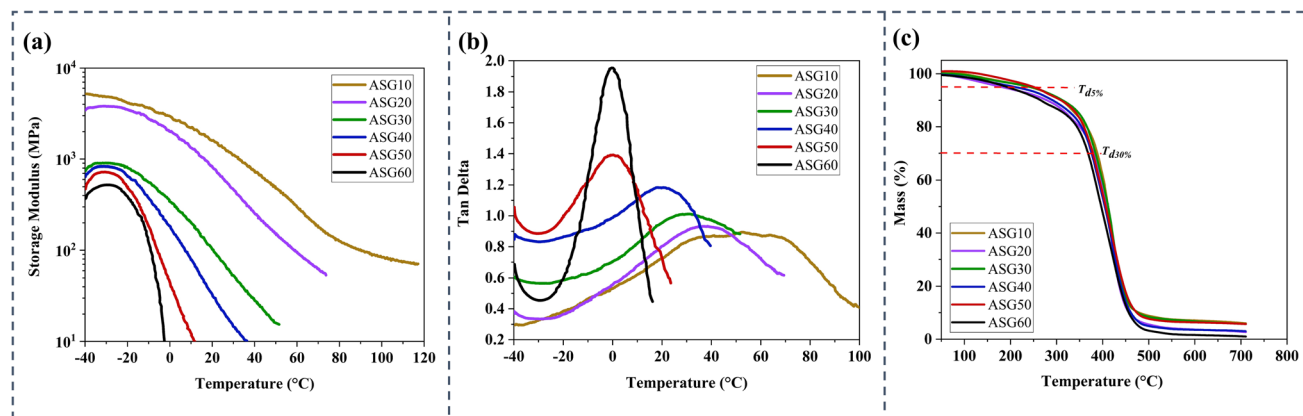 (a)
10^4
10^3
10^2
10^1
Storage Modulus (MPa)
ASG10
ASG20
ASG30
ASG40
ASG50
ASG60
-40 -20 0 20 40 60 80 100 120
Temperature (°C)
(b)
2.0
1.8
1.6
1.4
1.2
1.0
0.8
0.6
0.4
0.2
Tan Delta
ASG10
ASG20
ASG30
ASG40
ASG50
ASG60
-40 -20 0 20 40 60 80 100
Temperature (°C)
(c)
100
80
60
40
20
0
Mass (%)
Td5%
Td30%
ASG10
ASG20
ASG30
ASG40
ASG50
ASG60
100 200 300 400 500 600 700 800
Temperature (°C)